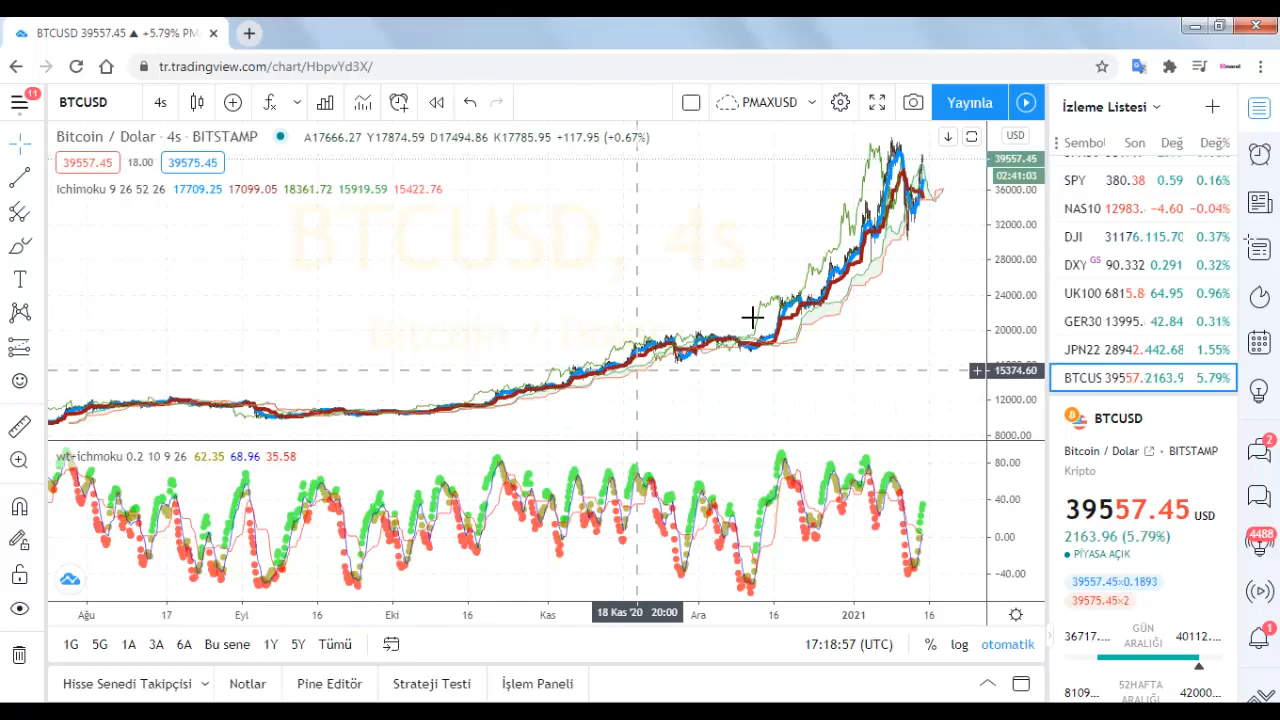 BTCUSD 39557.45 ▲ +5.79% PM
tr.tradingview.com/chart/HbpvYd3X/
11
BTCUSD 4s PMAXUSD Yayınla
Bitcoin / Dolar · 4s · BITSTAMP A17666.27 Y17874.59 D17494.86 K17785.95 +117.95 (+0.67%)
39557.45 18.00 39575.45
Ichimoku 9 26 52 26 17709.25 17099.05 18361.72 15919.59 15422.76
BTCUSD, 4s
USD
39557.45
02:41:03
36000.00
32000.00
28000.00
24000.00
20000.00
15374.60
12000.00
8000.00
wt-ichmoku 0.2 10 9 26 62.35 68.96 35.58
80.00
40.00
0.00
−40.00
Ağu 17 Eyl 16 Eki 16 Kas 18 Kas '20 20:00 Ara 16 2021 16
1G 5G 1A 3A 6A Bu sene 1Y 5Y Tümü 17:18:57 (UTC) % log otomatik
Hisse Senedi Takipçisi Notlar Pine Editörü Strateji Testi İşlem Paneli
İzleme Listesi
Sembol Son Değ Değ%
SPY 380.38 0.59 0.16%
NAS10 12983. −4.60 −0.04%
DJI 31176. 115.70 0.37%
DXY GS 90.332 0.291 0.32%
UK100 6815.8 64.95 0.96%
GER30 13995. 42.84 0.31%
JPN22 28942. 442.68 1.55%
BTCUS 39557. 2163.9 5.79%
BTCUSD
Bitcoin / Dolar · BITSTAMP
Kripto
39557.45 USD
2163.96 (5.79%)
PİYASA AÇIK
39557.45×0.1893
39575.45×2
36717.... GÜN ARALIĞI 40112....
8109... 52HAFTA ARALIĞI 42000...
2
4488
1